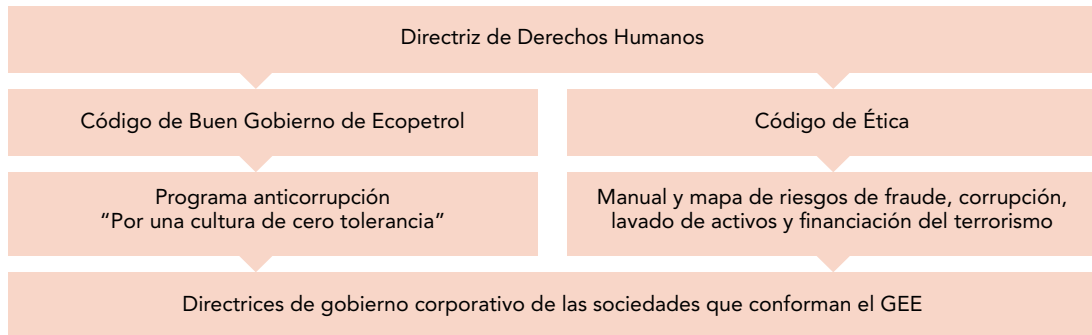 Directriz de Derechos Humanos
Código de Buen Gobierno de Ecopetrol
Código de Ética
Programa anticorrupción
“Por una cultura de cero tolerancia”
Manual y mapa de riesgos de fraude, corrupción,
lavado de activos y financiación del terrorismo
Directrices de gobierno corporativo de las sociedades que conforman el GEE